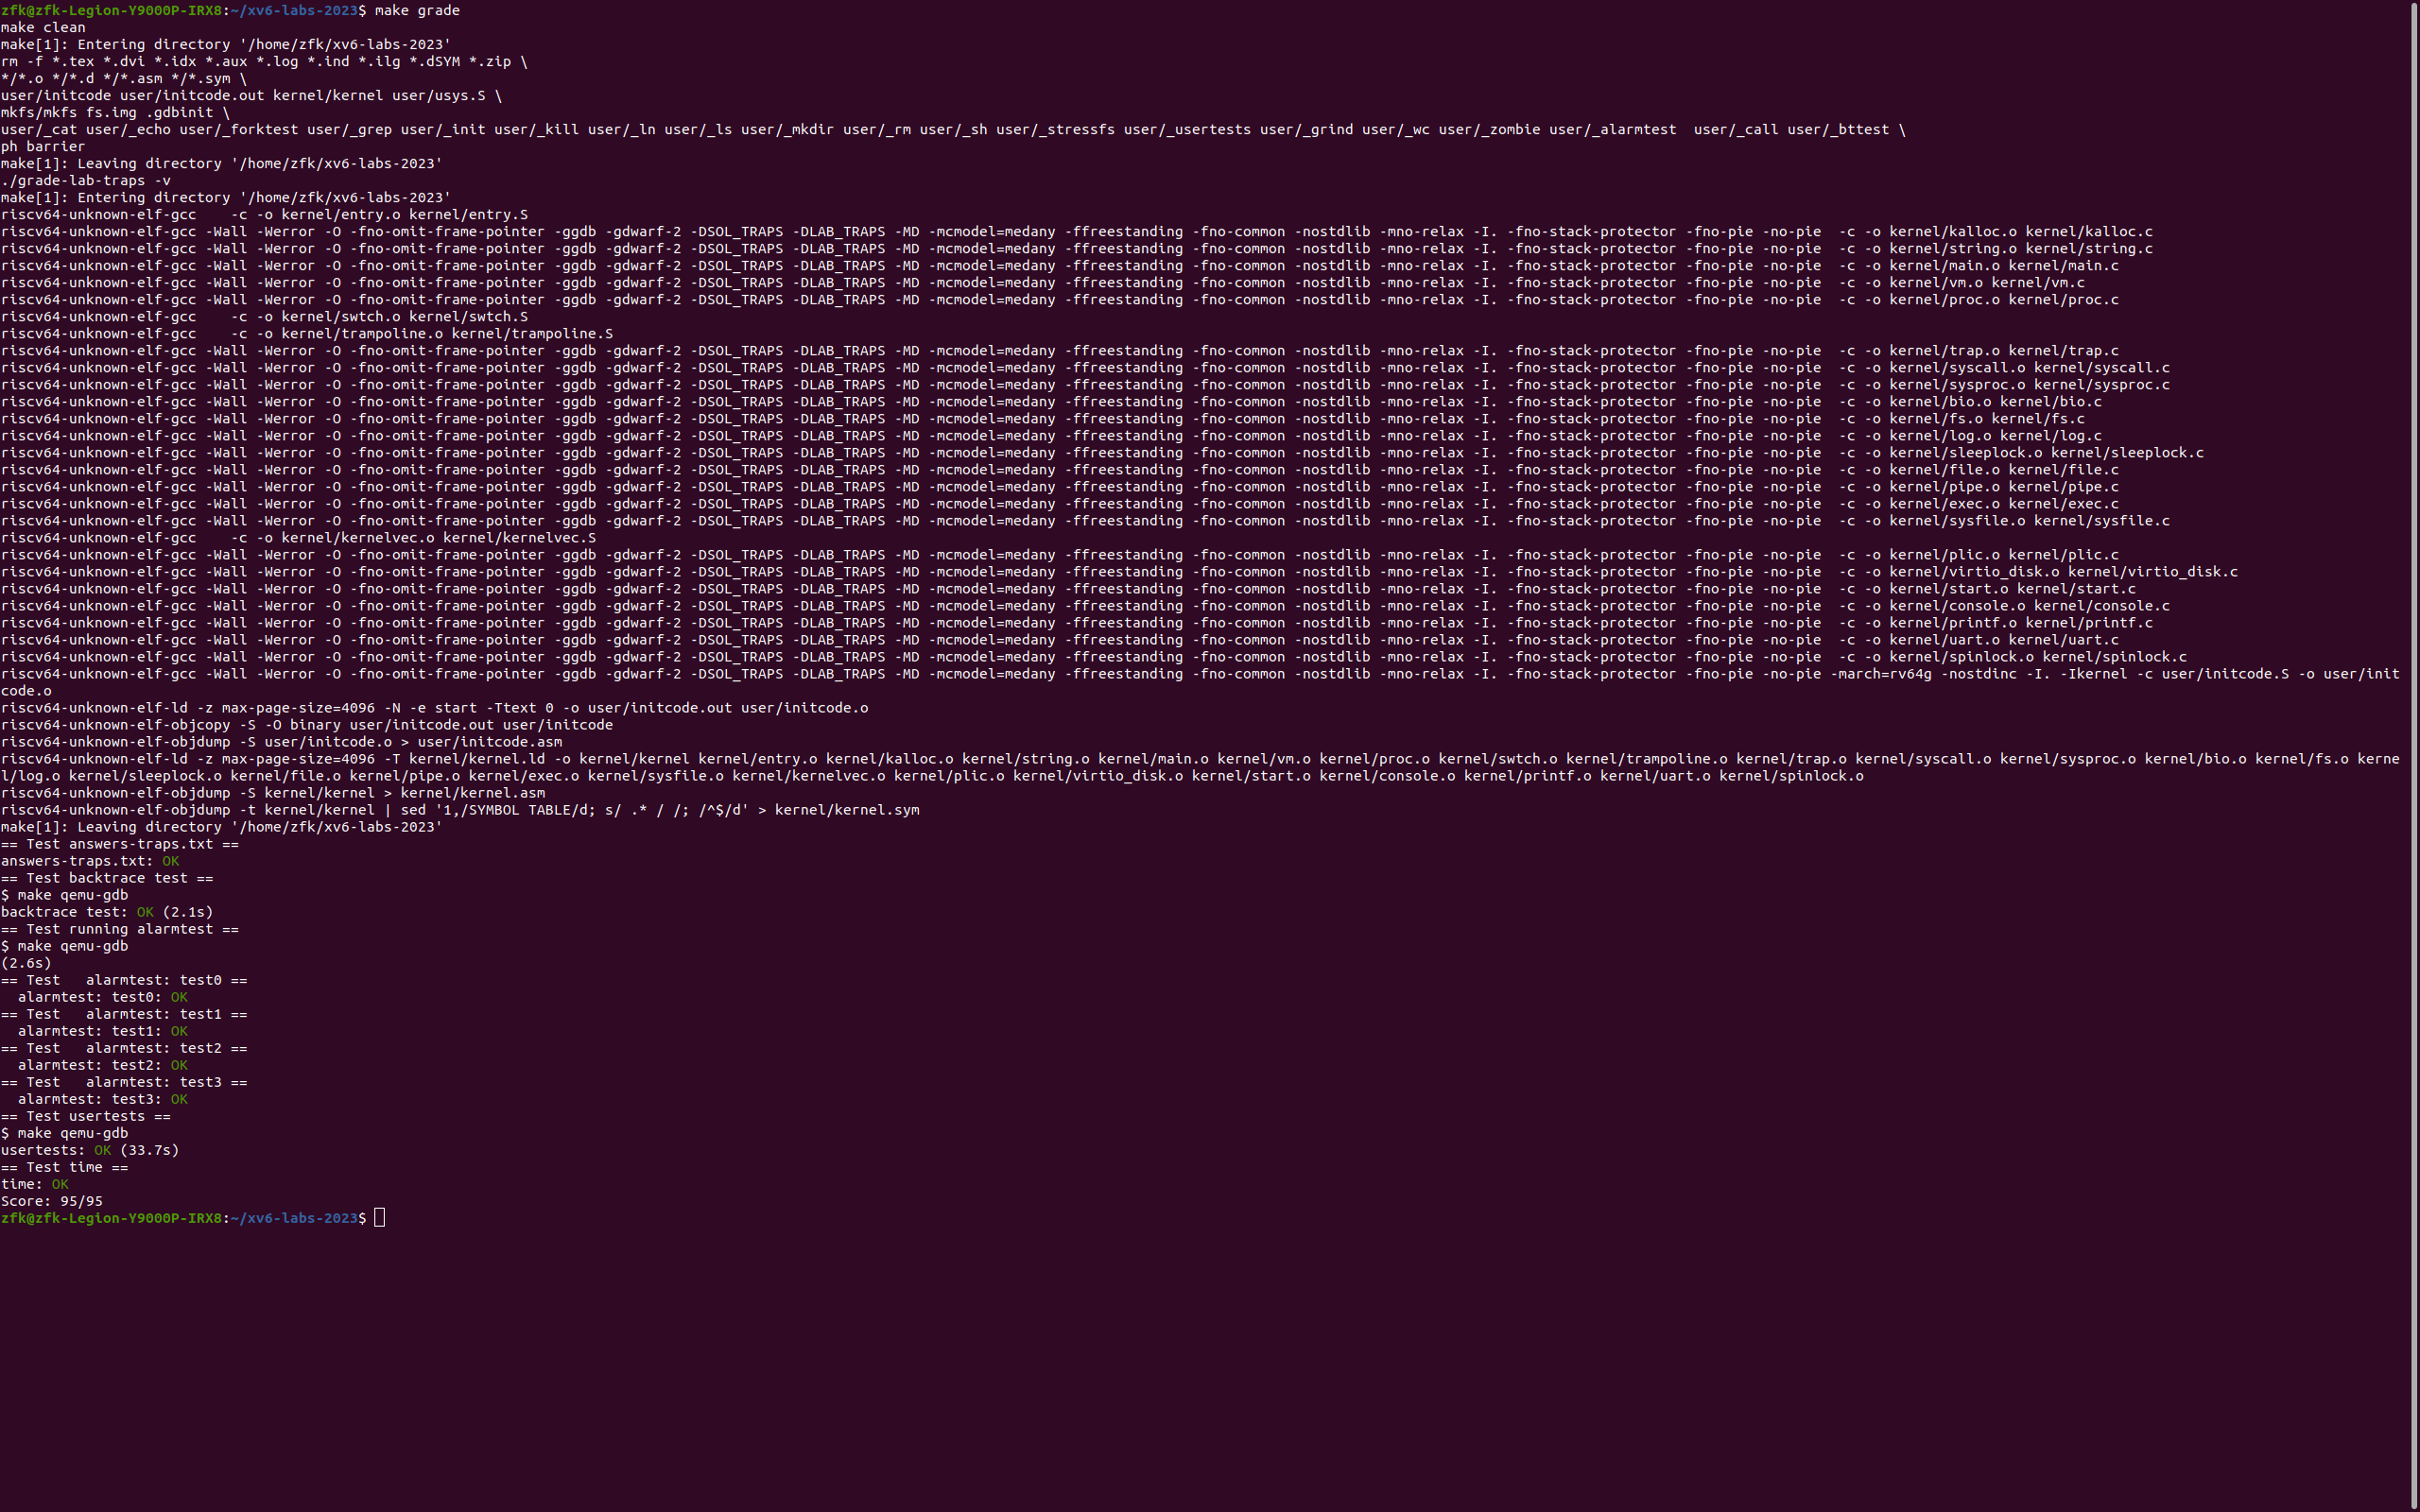 zfk@zfk-Legion-Y9000P-IRX8:~/xv6-labs-2023$ make grade
make clean
make[1]: Entering directory '/home/zfk/xv6-labs-2023'
rm -f *.tex *.dvi *.idx *.aux *.log *.ind *.ilg *.dSYM *.zip \
*/*.o */*.d */*.asm */*.sym \
user/initcode user/initcode.out kernel/kernel user/usys.S \
mkfs/mkfs fs.img .gdbinit \
user/_cat user/_echo user/_forktest user/_grep user/_init user/_kill user/_ln user/_ls user/_mkdir user/_rm user/_sh user/_stressfs user/_usertests user/_grind user/_wc user/_zombie user/_alarmtest  user/_call user/_bttest \
ph barrier
make[1]: Leaving directory '/home/zfk/xv6-labs-2023'
./grade-lab-traps -v
make[1]: Entering directory '/home/zfk/xv6-labs-2023'
riscv64-unknown-elf-gcc    -c -o kernel/entry.o kernel/entry.S
riscv64-unknown-elf-gcc -Wall -Werror -O -fno-omit-frame-pointer -ggdb -gdwarf-2 -DSOL_TRAPS -DLAB_TRAPS -MD -mcmodel=medany -ffreestanding -fno-common -nostdlib -mno-relax -I. -fno-stack-protector -fno-pie -no-pie  -c -o kernel/kalloc.o kernel/kalloc.c
riscv64-unknown-elf-gcc -Wall -Werror -O -fno-omit-frame-pointer -ggdb -gdwarf-2 -DSOL_TRAPS -DLAB_TRAPS -MD -mcmodel=medany -ffreestanding -fno-common -nostdlib -mno-relax -I. -fno-stack-protector -fno-pie -no-pie  -c -o kernel/string.o kernel/string.c
riscv64-unknown-elf-gcc -Wall -Werror -O -fno-omit-frame-pointer -ggdb -gdwarf-2 -DSOL_TRAPS -DLAB_TRAPS -MD -mcmodel=medany -ffreestanding -fno-common -nostdlib -mno-relax -I. -fno-stack-protector -fno-pie -no-pie  -c -o kernel/main.o kernel/main.c
riscv64-unknown-elf-gcc -Wall -Werror -O -fno-omit-frame-pointer -ggdb -gdwarf-2 -DSOL_TRAPS -DLAB_TRAPS -MD -mcmodel=medany -ffreestanding -fno-common -nostdlib -mno-relax -I. -fno-stack-protector -fno-pie -no-pie  -c -o kernel/vm.o kernel/vm.c
riscv64-unknown-elf-gcc -Wall -Werror -O -fno-omit-frame-pointer -ggdb -gdwarf-2 -DSOL_TRAPS -DLAB_TRAPS -MD -mcmodel=medany -ffreestanding -fno-common -nostdlib -mno-relax -I. -fno-stack-protector -fno-pie -no-pie  -c -o kernel/proc.o kernel/proc.c
riscv64-unknown-elf-gcc    -c -o kernel/swtch.o kernel/swtch.S
riscv64-unknown-elf-gcc    -c -o kernel/trampoline.o kernel/trampoline.S
riscv64-unknown-elf-gcc -Wall -Werror -O -fno-omit-frame-pointer -ggdb -gdwarf-2 -DSOL_TRAPS -DLAB_TRAPS -MD -mcmodel=medany -ffreestanding -fno-common -nostdlib -mno-relax -I. -fno-stack-protector -fno-pie -no-pie  -c -o kernel/trap.o kernel/trap.c
riscv64-unknown-elf-gcc -Wall -Werror -O -fno-omit-frame-pointer -ggdb -gdwarf-2 -DSOL_TRAPS -DLAB_TRAPS -MD -mcmodel=medany -ffreestanding -fno-common -nostdlib -mno-relax -I. -fno-stack-protector -fno-pie -no-pie  -c -o kernel/syscall.o kernel/syscall.c
riscv64-unknown-elf-gcc -Wall -Werror -O -fno-omit-frame-pointer -ggdb -gdwarf-2 -DSOL_TRAPS -DLAB_TRAPS -MD -mcmodel=medany -ffreestanding -fno-common -nostdlib -mno-relax -I. -fno-stack-protector -fno-pie -no-pie  -c -o kernel/sysproc.o kernel/sysproc.c
riscv64-unknown-elf-gcc -Wall -Werror -O -fno-omit-frame-pointer -ggdb -gdwarf-2 -DSOL_TRAPS -DLAB_TRAPS -MD -mcmodel=medany -ffreestanding -fno-common -nostdlib -mno-relax -I. -fno-stack-protector -fno-pie -no-pie  -c -o kernel/bio.o kernel/bio.c
riscv64-unknown-elf-gcc -Wall -Werror -O -fno-omit-frame-pointer -ggdb -gdwarf-2 -DSOL_TRAPS -DLAB_TRAPS -MD -mcmodel=medany -ffreestanding -fno-common -nostdlib -mno-relax -I. -fno-stack-protector -fno-pie -no-pie  -c -o kernel/fs.o kernel/fs.c
riscv64-unknown-elf-gcc -Wall -Werror -O -fno-omit-frame-pointer -ggdb -gdwarf-2 -DSOL_TRAPS -DLAB_TRAPS -MD -mcmodel=medany -ffreestanding -fno-common -nostdlib -mno-relax -I. -fno-stack-protector -fno-pie -no-pie  -c -o kernel/log.o kernel/log.c
riscv64-unknown-elf-gcc -Wall -Werror -O -fno-omit-frame-pointer -ggdb -gdwarf-2 -DSOL_TRAPS -DLAB_TRAPS -MD -mcmodel=medany -ffreestanding -fno-common -nostdlib -mno-relax -I. -fno-stack-protector -fno-pie -no-pie  -c -o kernel/sleeplock.o kernel/sleeplock.c
riscv64-unknown-elf-gcc -Wall -Werror -O -fno-omit-frame-pointer -ggdb -gdwarf-2 -DSOL_TRAPS -DLAB_TRAPS -MD -mcmodel=medany -ffreestanding -fno-common -nostdlib -mno-relax -I. -fno-stack-protector -fno-pie -no-pie  -c -o kernel/file.o kernel/file.c
riscv64-unknown-elf-gcc -Wall -Werror -O -fno-omit-frame-pointer -ggdb -gdwarf-2 -DSOL_TRAPS -DLAB_TRAPS -MD -mcmodel=medany -ffreestanding -fno-common -nostdlib -mno-relax -I. -fno-stack-protector -fno-pie -no-pie  -c -o kernel/pipe.o kernel/pipe.c
riscv64-unknown-elf-gcc -Wall -Werror -O -fno-omit-frame-pointer -ggdb -gdwarf-2 -DSOL_TRAPS -DLAB_TRAPS -MD -mcmodel=medany -ffreestanding -fno-common -nostdlib -mno-relax -I. -fno-stack-protector -fno-pie -no-pie  -c -o kernel/exec.o kernel/exec.c
riscv64-unknown-elf-gcc -Wall -Werror -O -fno-omit-frame-pointer -ggdb -gdwarf-2 -DSOL_TRAPS -DLAB_TRAPS -MD -mcmodel=medany -ffreestanding -fno-common -nostdlib -mno-relax -I. -fno-stack-protector -fno-pie -no-pie  -c -o kernel/sysfile.o kernel/sysfile.c
riscv64-unknown-elf-gcc    -c -o kernel/kernelvec.o kernel/kernelvec.S
riscv64-unknown-elf-gcc -Wall -Werror -O -fno-omit-frame-pointer -ggdb -gdwarf-2 -DSOL_TRAPS -DLAB_TRAPS -MD -mcmodel=medany -ffreestanding -fno-common -nostdlib -mno-relax -I. -fno-stack-protector -fno-pie -no-pie  -c -o kernel/plic.o kernel/plic.c
riscv64-unknown-elf-gcc -Wall -Werror -O -fno-omit-frame-pointer -ggdb -gdwarf-2 -DSOL_TRAPS -DLAB_TRAPS -MD -mcmodel=medany -ffreestanding -fno-common -nostdlib -mno-relax -I. -fno-stack-protector -fno-pie -no-pie  -c -o kernel/virtio_disk.o kernel/virtio_disk.c
riscv64-unknown-elf-gcc -Wall -Werror -O -fno-omit-frame-pointer -ggdb -gdwarf-2 -DSOL_TRAPS -DLAB_TRAPS -MD -mcmodel=medany -ffreestanding -fno-common -nostdlib -mno-relax -I. -fno-stack-protector -fno-pie -no-pie  -c -o kernel/start.o kernel/start.c
riscv64-unknown-elf-gcc -Wall -Werror -O -fno-omit-frame-pointer -ggdb -gdwarf-2 -DSOL_TRAPS -DLAB_TRAPS -MD -mcmodel=medany -ffreestanding -fno-common -nostdlib -mno-relax -I. -fno-stack-protector -fno-pie -no-pie  -c -o kernel/console.o kernel/console.c
riscv64-unknown-elf-gcc -Wall -Werror -O -fno-omit-frame-pointer -ggdb -gdwarf-2 -DSOL_TRAPS -DLAB_TRAPS -MD -mcmodel=medany -ffreestanding -fno-common -nostdlib -mno-relax -I. -fno-stack-protector -fno-pie -no-pie  -c -o kernel/printf.o kernel/printf.c
riscv64-unknown-elf-gcc -Wall -Werror -O -fno-omit-frame-pointer -ggdb -gdwarf-2 -DSOL_TRAPS -DLAB_TRAPS -MD -mcmodel=medany -ffreestanding -fno-common -nostdlib -mno-relax -I. -fno-stack-protector -fno-pie -no-pie  -c -o kernel/uart.o kernel/uart.c
riscv64-unknown-elf-gcc -Wall -Werror -O -fno-omit-frame-pointer -ggdb -gdwarf-2 -DSOL_TRAPS -DLAB_TRAPS -MD -mcmodel=medany -ffreestanding -fno-common -nostdlib -mno-relax -I. -fno-stack-protector -fno-pie -no-pie  -c -o kernel/spinlock.o kernel/spinlock.c
riscv64-unknown-elf-gcc -Wall -Werror -O -fno-omit-frame-pointer -ggdb -gdwarf-2 -DSOL_TRAPS -DLAB_TRAPS -MD -mcmodel=medany -ffreestanding -fno-common -nostdlib -mno-relax -I. -fno-stack-protector -fno-pie -no-pie -march=rv64g -nostdinc -I. -Ikernel -c user/initcode.S -o user/init
code.o
riscv64-unknown-elf-ld -z max-page-size=4096 -N -e start -Ttext 0 -o user/initcode.out user/initcode.o
riscv64-unknown-elf-objcopy -S -O binary user/initcode.out user/initcode
riscv64-unknown-elf-objdump -S user/initcode.o > user/initcode.asm
riscv64-unknown-elf-ld -z max-page-size=4096 -T kernel/kernel.ld -o kernel/kernel kernel/entry.o kernel/kalloc.o kernel/string.o kernel/main.o kernel/vm.o kernel/proc.o kernel/swtch.o kernel/trampoline.o kernel/trap.o kernel/syscall.o kernel/sysproc.o kernel/bio.o kernel/fs.o kerne
l/log.o kernel/sleeplock.o kernel/file.o kernel/pipe.o kernel/exec.o kernel/sysfile.o kernel/kernelvec.o kernel/plic.o kernel/virtio_disk.o kernel/start.o kernel/console.o kernel/printf.o kernel/uart.o kernel/spinlock.o
riscv64-unknown-elf-objdump -S kernel/kernel > kernel/kernel.asm
riscv64-unknown-elf-objdump -t kernel/kernel | sed '1,/SYMBOL TABLE/d; s/ .* / /; /^$/d' > kernel/kernel.sym
make[1]: Leaving directory '/home/zfk/xv6-labs-2023'
== Test answers-traps.txt ==
answers-traps.txt: OK
== Test backtrace test ==
$ make qemu-gdb
backtrace test: OK (2.1s)
== Test running alarmtest ==
$ make qemu-gdb
(2.6s)
== Test   alarmtest: test0 ==
  alarmtest: test0: OK
== Test   alarmtest: test1 ==
  alarmtest: test1: OK
== Test   alarmtest: test2 ==
  alarmtest: test2: OK
== Test   alarmtest: test3 ==
  alarmtest: test3: OK
== Test usertests ==
$ make qemu-gdb
usertests: OK (33.7s)
== Test time ==
time: OK
Score: 95/95
zfk@zfk-Legion-Y9000P-IRX8:~/xv6-labs-2023$